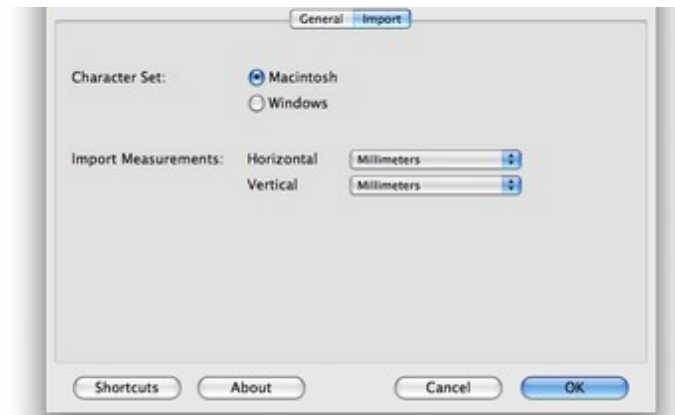 General Import
Character Set: Macintosh
Windows
Import Measurements: Horizontal Millimeters
Vertical Millimeters
Shortcuts About Cancel OK